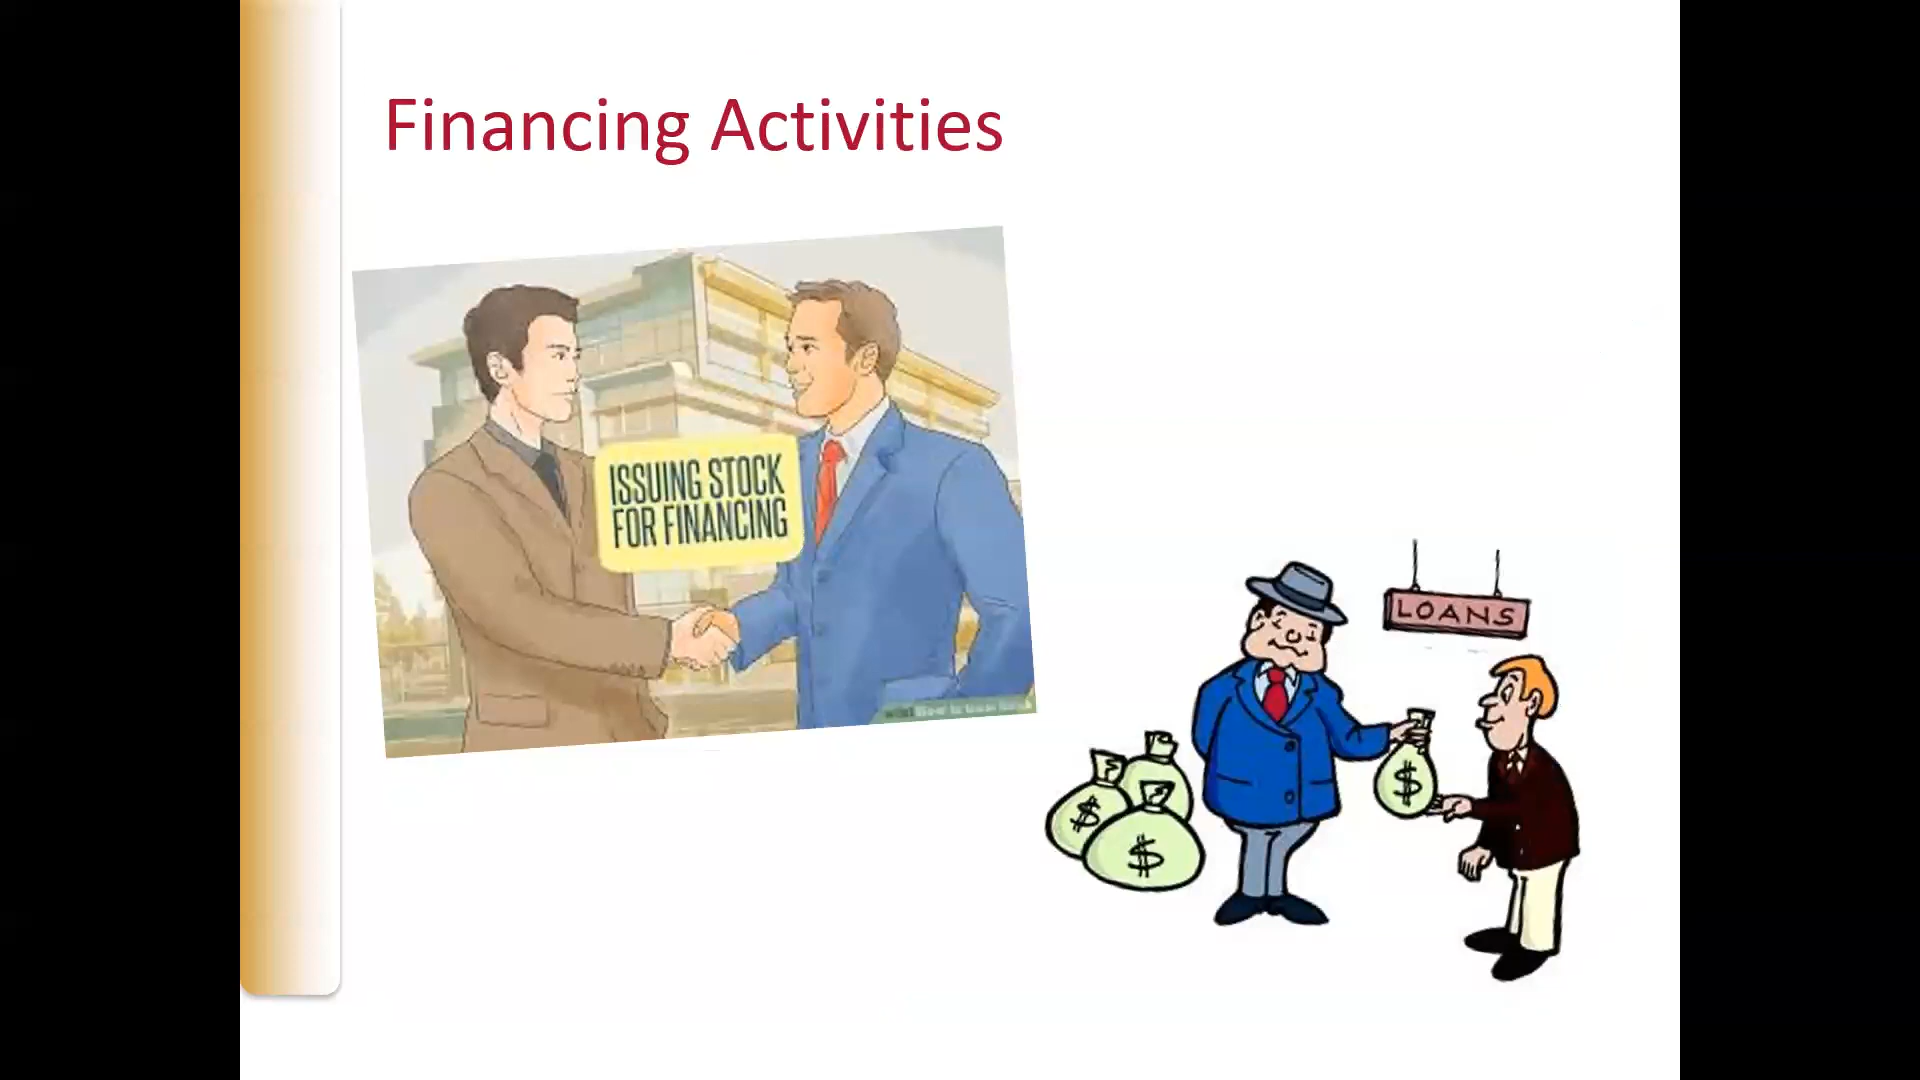 Financing Activities
ISSUING STOCK
FOR FINANCING
LOANS
$
$
$